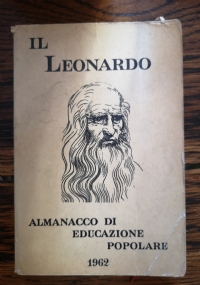 IL
LEONARDO
ALMANACCO DI
EDUCAZIONE
POPOLARE
1962